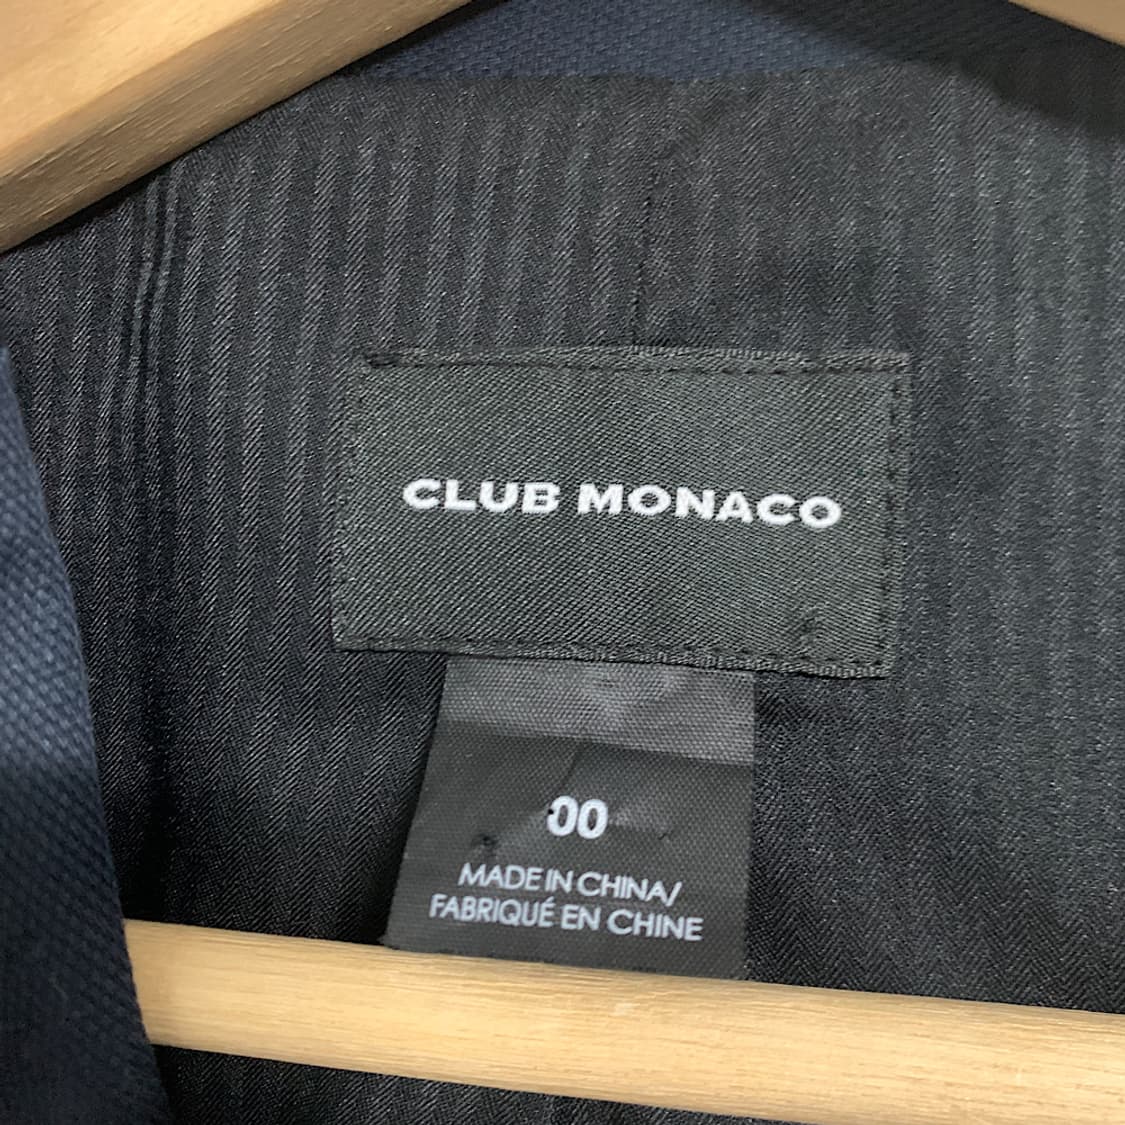 CLUB MONACO
00
MADE IN CHINA/
FABRIQUÉ EN CHINE